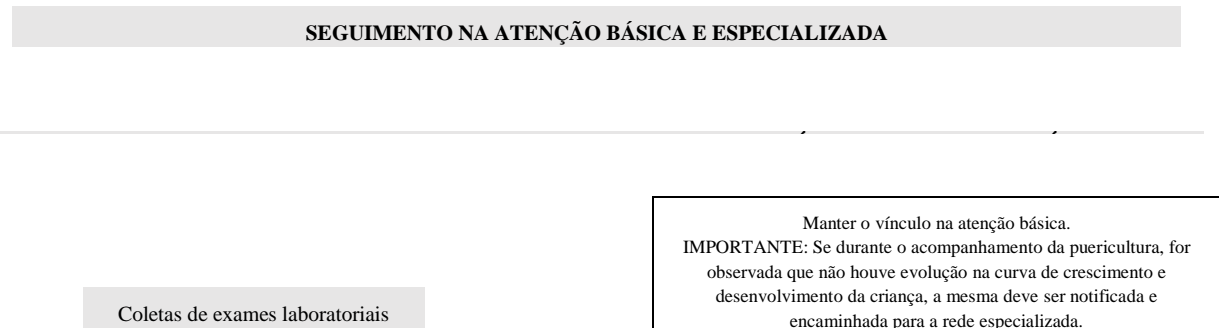 SEGUIMENTO NA ATENÇÃO BÁSICA E ESPECIALIZADA
Manter o vínculo na atenção básica.
IMPORTANTE: Se durante o acompanhamento da puericultura, for
observada que não houve evolução na curva de crescimento e
desenvolvimento da criança, a mesma deve ser notificada e
encaminhada para a rede especializada.
Coletas de exames laboratoriais